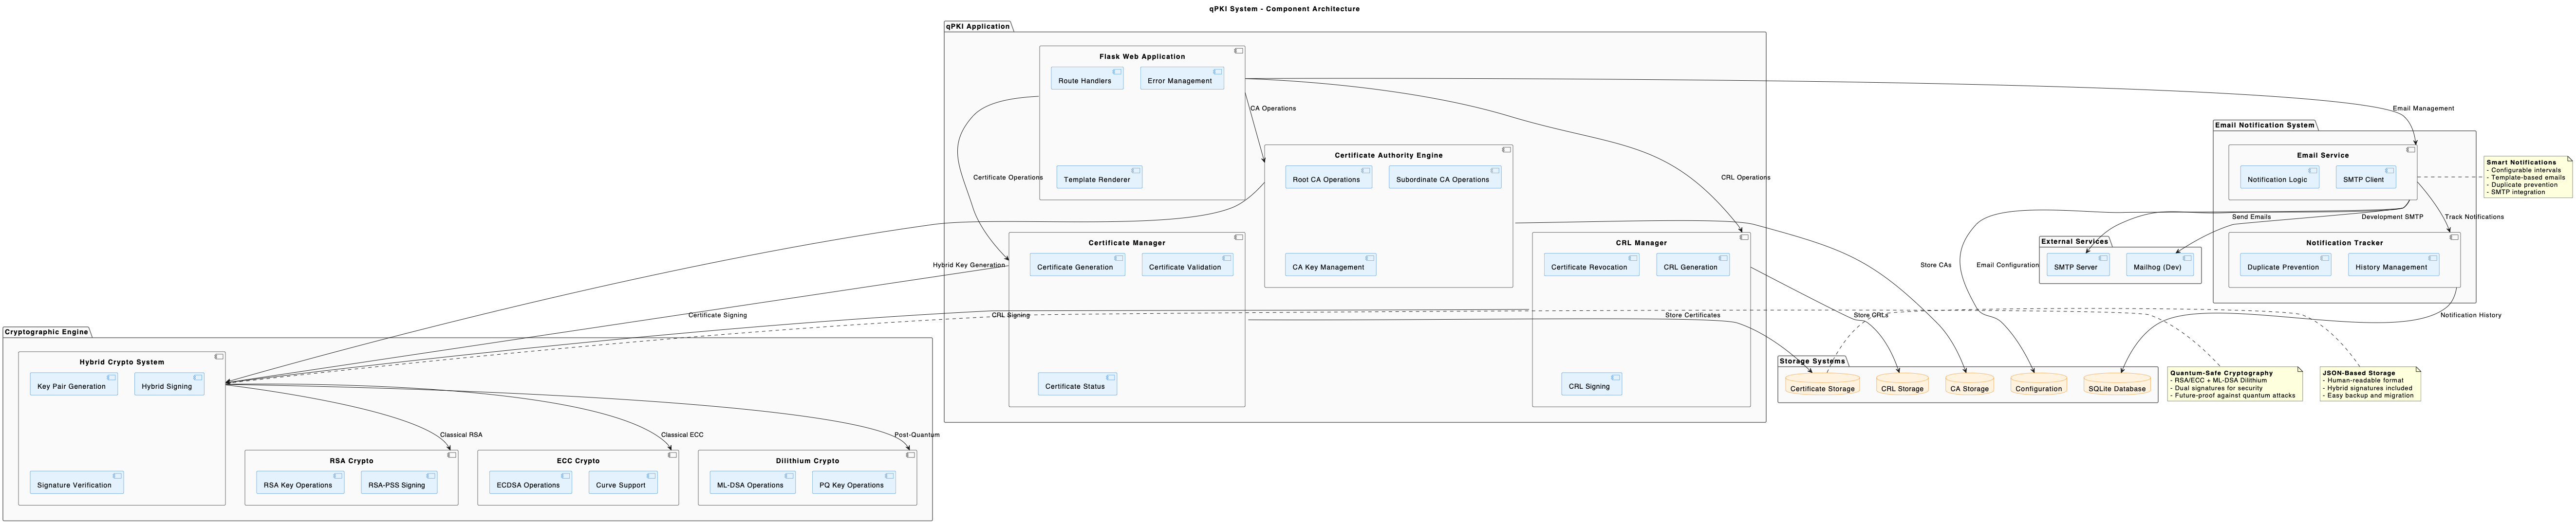 qPKI System - Component Architecture
qPKI Application
Flask Web Application
Route Handlers
Error Management
Template Renderer
CA Operations
Certificate Operations
CRL Operations
Email Management
Certificate Authority Engine
Root CA Operations
Subordinate CA Operations
CA Key Management
Certificate Manager
Certificate Generation
Certificate Validation
Certificate Status
CRL Manager
Certificate Revocation
CRL Generation
CRL Signing
Email Notification System
Email Service
Notification Logic
SMTP Client
Smart Notifications
- Configurable intervals
- Template-based emails
- Duplicate prevention
- SMTP integration
Send Emails
Development SMTP
Track Notifications
External Services
SMTP Server
Mailhog (Dev)
Notification Tracker
Duplicate Prevention
History Management
Hybrid Key Generation
Store CAs
Email Configuration
Certificate Signing
CRL Signing
Store Certificates
Store CRLs
Notification History
Cryptographic Engine
Hybrid Crypto System
Key Pair Generation
Hybrid Signing
Signature Verification
Classical RSA
Classical ECC
Post-Quantum
RSA Crypto
RSA Key Operations
RSA-PSS Signing
ECC Crypto
ECDSA Operations
Curve Support
Dilithium Crypto
ML-DSA Operations
PQ Key Operations
Storage Systems
Certificate Storage
CRL Storage
CA Storage
Configuration
SQLite Database
Quantum-Safe Cryptography
- RSA/ECC + ML-DSA Dilithium
- Dual signatures for security
- Future-proof against quantum attacks
JSON-Based Storage
- Human-readable format
- Hybrid signatures included
- Easy backup and migration